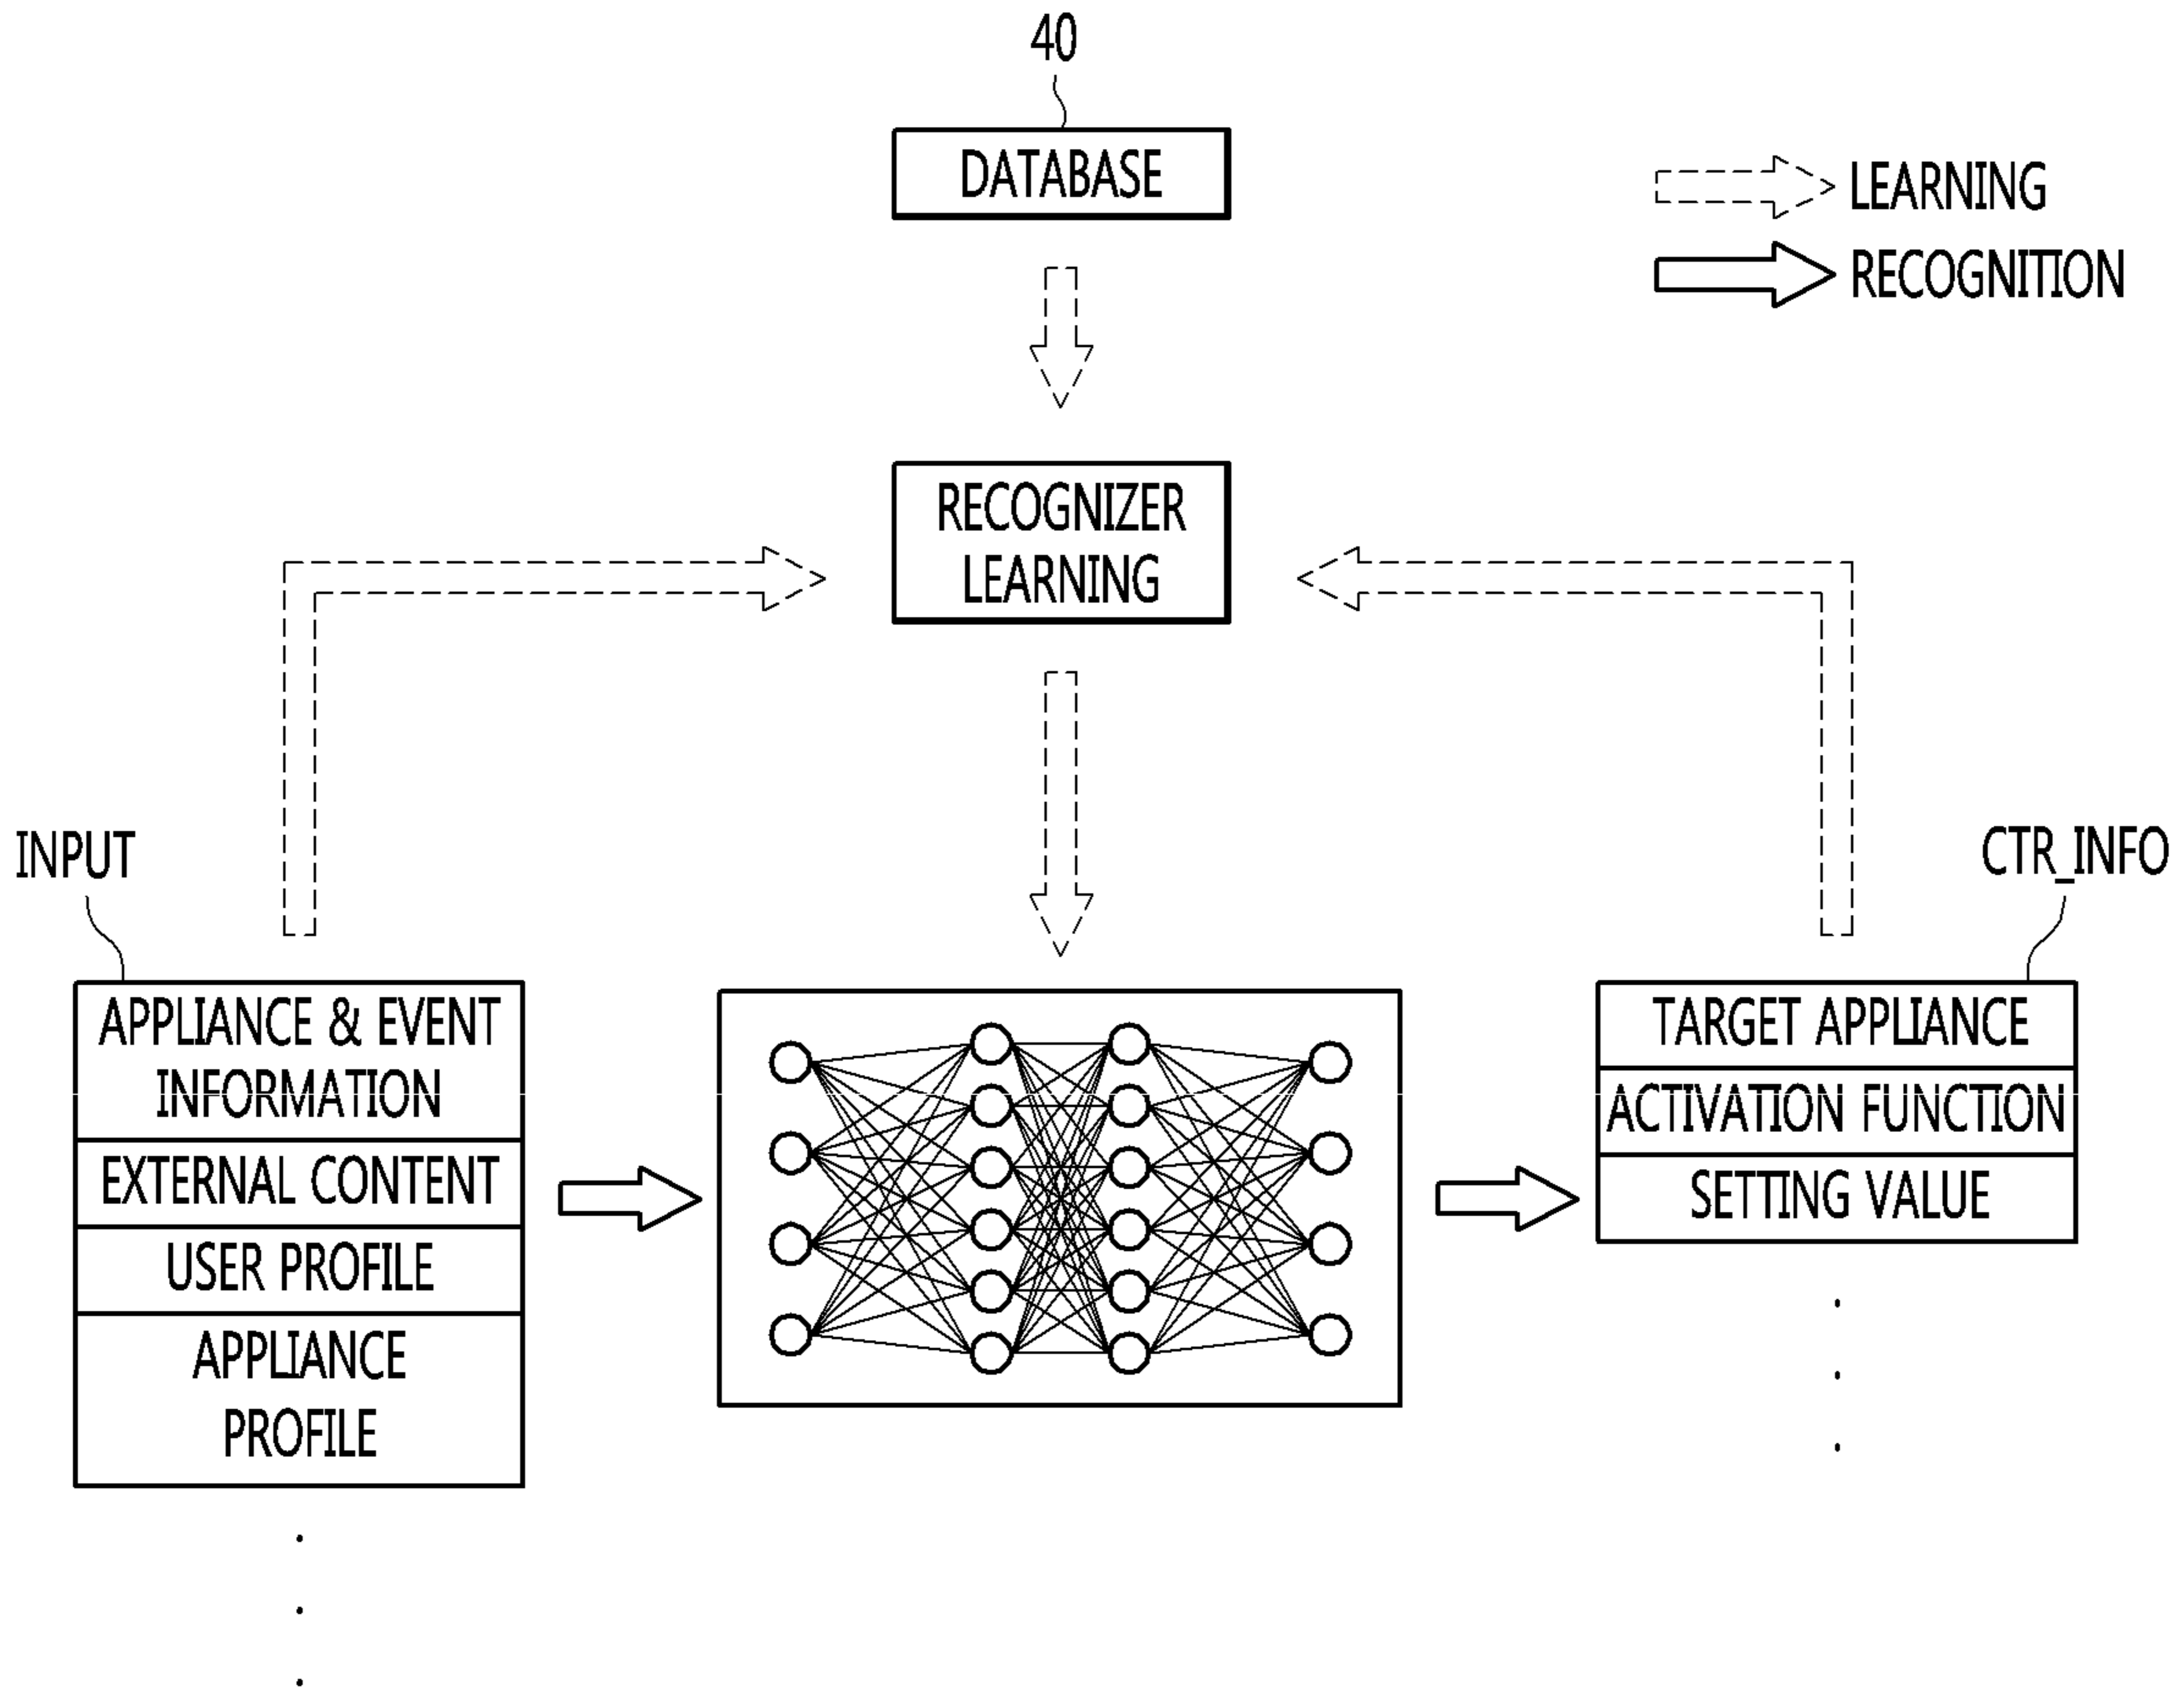 40
DATABASE
LEARNING
RECOGNITION
RECOGNIZER
LEARNING
INPUT
CTR_INFO
APPLIANCE & EVENT
INFORMATION
EXTERNAL CONTENT
USER PROFILE
APPLIANCE
PROFILE
TARGET APPLIANCE
ACTIVATION FUNCTION
SETTING VALUE